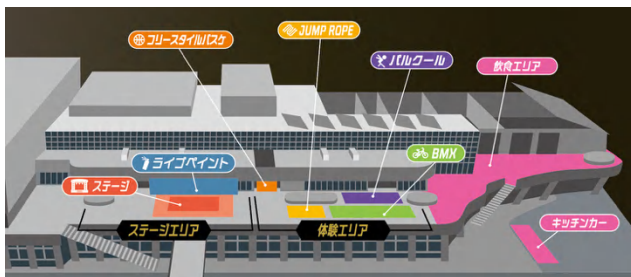 フリースタイルバスケ
JUMP ROPE
パルクール
飲食エリア
ライブペイント
BMX
ステージ
キッチンカー
ステージエリア
体験エリア